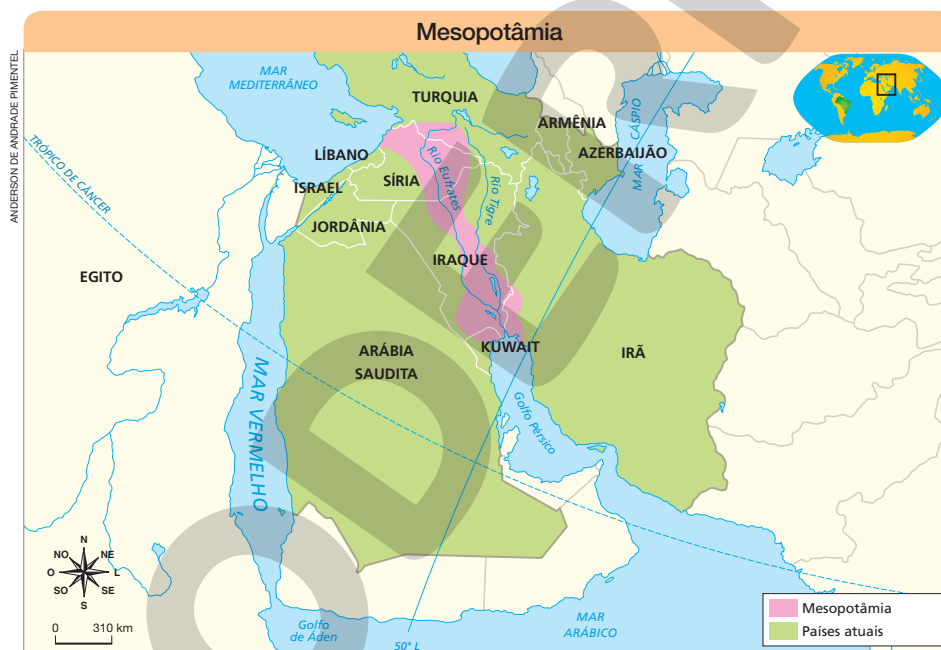 Mesopotâmia
ANDERSON DE ANDRADE PIMENTEL
MAR
MEDITERRÂNEO
TURQUIA
ARMÊNIA
MAR CÁSPIO
AZERBAIJÃO
TRÓPICO DE CÂNCER
LÍBANO
SÍRIA
Rio Eufrates
Rio Tigre
ISRAEL
JORDÂNIA
IRAQUE
EGITO
KUWAIT
IRÃ
ARÁBIA
SAUDITA
MAR VERMELHO
Golfo Pérsico
N
NO
NE
O
L
SO
SE
S
0 310 km
Golfo
de Áden
50° L
MAR
ARÁBICO
Mesopotâmia
Países atuais